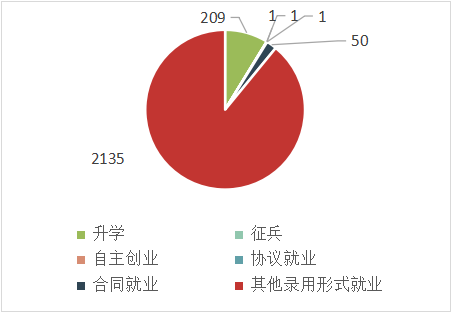 209 1 1 1
50
2135
升学 征兵
自主创业 协议就业
合同就业 其他录用形式就业